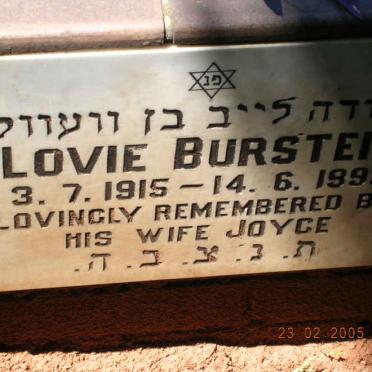 פנ
ודה לייב בן וועוול
LOVIE BURSTEI
3. 7. 1915 – 14. 6. 199
LOVINGLY REMEMBERED B
HIS WIFE JOYCE
ת. נ. צ. ב. ה.
23 02 2005